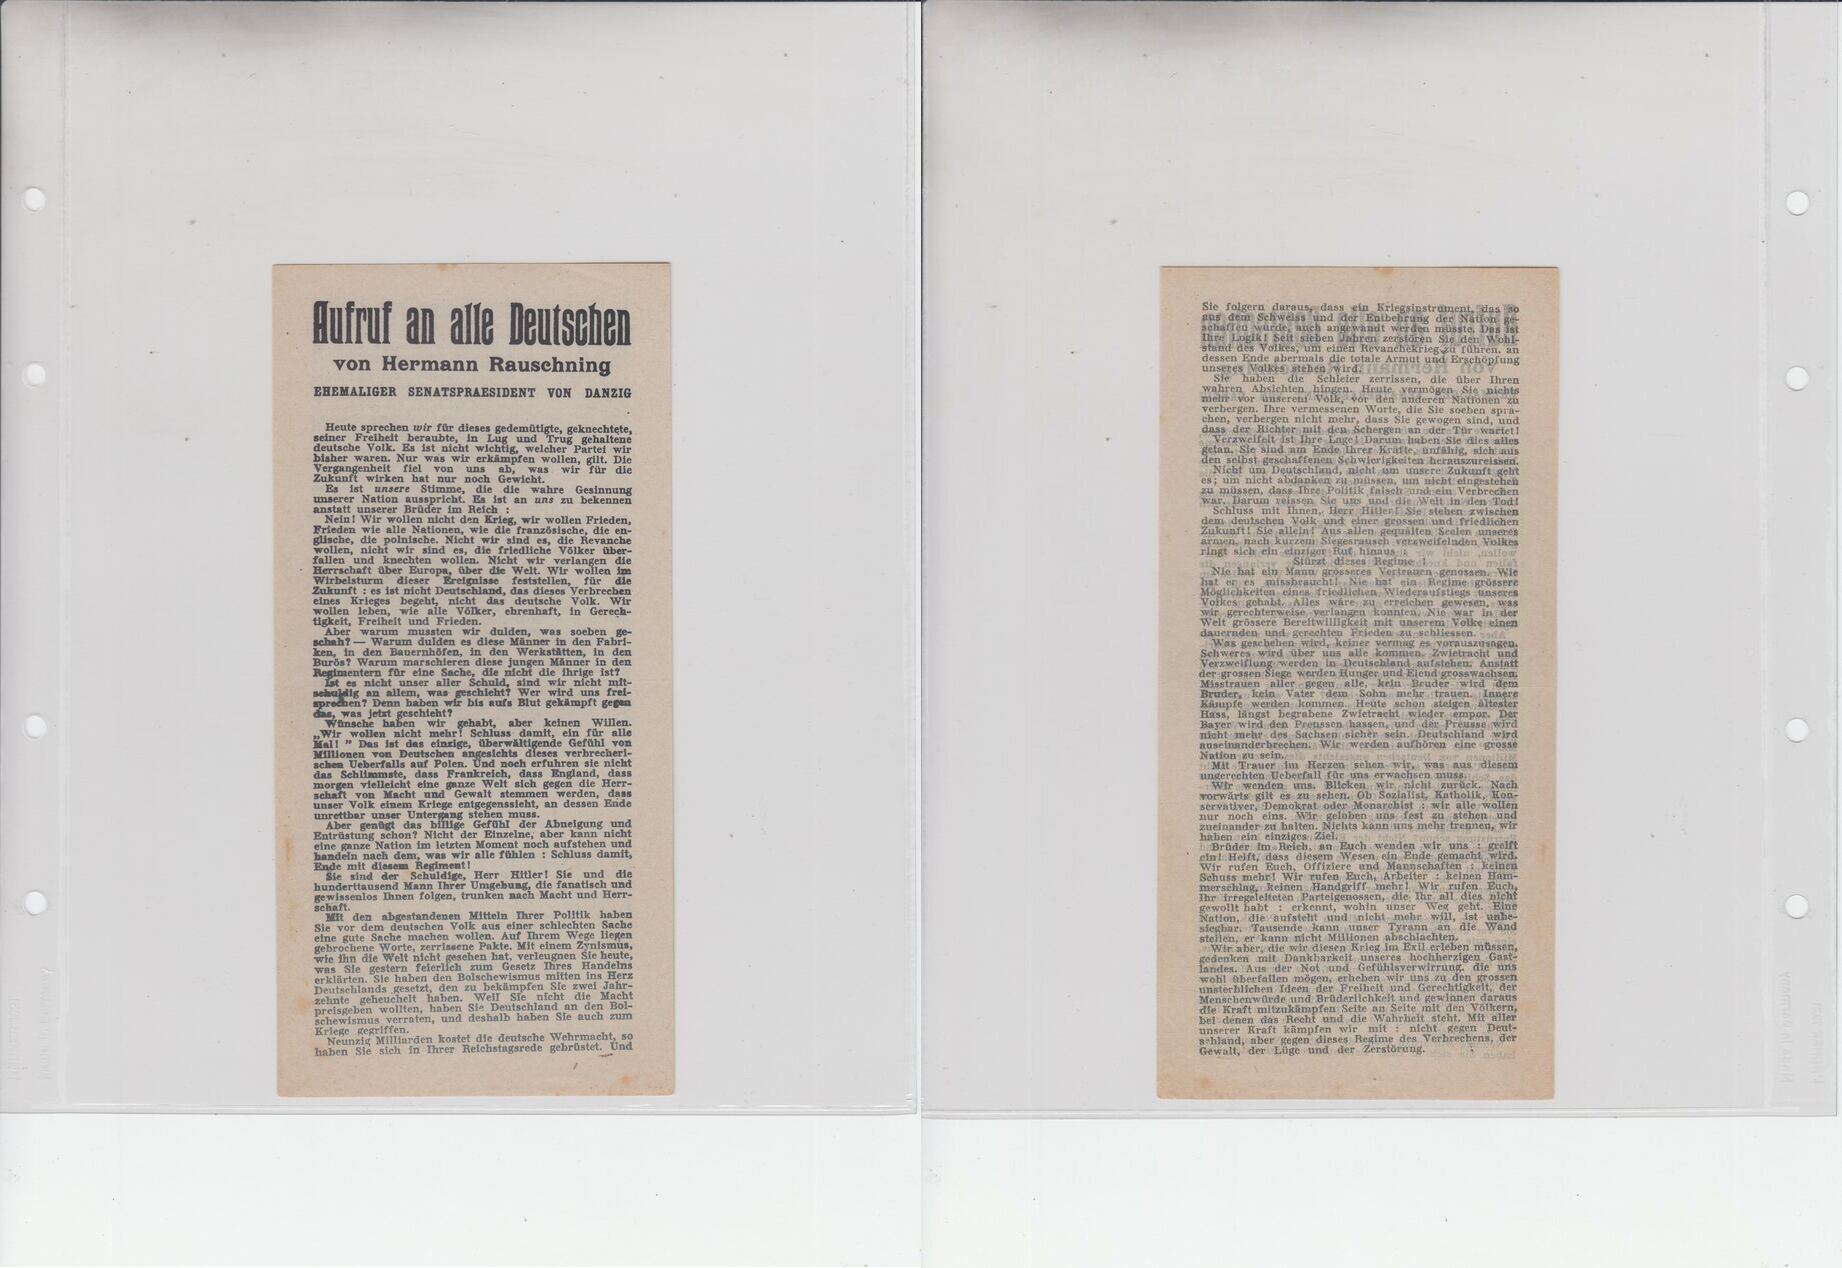 Aufruf an alle Deutschen
von Hermann Rauschning
EHEMALIGER SENATSPRAESIDENT VON DANZIG
Heute sprechen wir für dieses gedemütigte, geknechtete,
seiner Freiheit beraubte, in Lug und Trug gehaltene
deutsche Volk. Es ist nicht wichtig, welcher Partei wir
bisher waren. Nur was wir erkämpfen wollen, gilt. Die
Vergangenheit fiel von uns ab, was wir für die
Zukunft wirken hat nur noch Gewicht.
Es ist unsere Stimme, die die wahre Gesinnung
unserer Nation ausspricht. Es ist an uns zu bekennen
anstatt unserer Brüder im Reich :
Nein! Wir wollen nicht den Krieg, wir wollen Frieden,
Frieden wie alle Nationen, wie die französische, die en-
glische, die polnische. Nicht wir sind es, die Revanche
wollen, nicht wir sind es, die friedliche Völker über-
fallen und knechten wollen. Nicht wir verlangen die
Herrschaft über Europa, über die Welt. Wir wollen im
Wirbelsturm dieser Ereignisse feststellen, für die
Zukunft : es ist nicht Deutschland, das dieses Verbrechen
eines Krieges begeht, nicht das deutsche Volk. Wir
wollen leben, wie alle Völker, ehrenhaft, in Gerech-
tigkeit, Freiheit und Frieden.
Aber warum mussten wir dulden, was soeben ge-
schah? — Warum dulden es diese Männer in den Fabri-
ken, in den Bauernhöfen, in den Werkstätten, in den
Burös? Warum marschieren diese jungen Männer in den
Regimentern für eine Sache, die nicht die ihrige ist?
Ist es nicht unser aller Schuld, sind wir nicht mit-
schuldig an allem, was geschieht? Wer wird uns frei-
sprechen? Denn haben wir bis aufs Blut gekämpft gegen
das, was jetzt geschieht?
Wünsche haben wir gehabt, aber keinen Willen.
„Wir wollen nicht mehr! Schluss damit, ein für alle
Mal! " Das ist das einzige, überwältigende Gefühl von
Millionen von Deutschen angesichts dieses verbrecheri-
schen Ueberfalls auf Polen. Und noch erfuhren sie nicht
das Schlimmste, dass Frankreich, dass England, dass
morgen vielleicht eine ganze Welt sich gegen die Herr-
schaft von Macht und Gewalt stemmen werden, dass
unser Volk einem Kriege entgegenssieht, an dessen Ende
unrettbar unser Untergang stehen muss.
Aber genügt das billige Gefühl der Abneigung und
Entrüstung schon? Nicht der Einzelne, aber kann nicht
eine ganze Nation im letzten Moment noch aufstehen und
handeln nach dem, was wir alle fühlen : Schluss damit,
Ende mit diesem Regiment!
Sie sind der Schuldige, Herr Hitler! Sie und die
hunderttausend Mann Ihrer Umgebung, die fanatisch und
gewissenlos Ihnen folgen, trunken nach Macht und Herr-
schaft.
Mit den abgestandenen Mitteln Ihrer Politik haben
Sie vor dem deutschen Volk aus einer schlechten Sache
eine gute Sache machen wollen. Auf Ihrem Wege liegen
gebrochene Worte, zerrissene Pakte. Mit einem Zynismus,
wie ihn die Welt nicht gesehen hat, verleugnen Sie heute,
was Sie gestern feierlich zum Gesetz Ihres Handelns
erklärten. Sie haben den Bolschewismus mitten ins Herz
Deutschlands gesetzt, den zu bekämpfen Sie zwei Jahr-
zehnte geheuchelt haben. Weil Sie nicht die Macht
preisgeben wollten, haben Sie Deutschland an den Bol-
schewismus verraten, und deshalb haben Sie auch zum
Kriege gegriffen.
Neunzig Milliarden kostet die deutsche Wehrmacht, so
haben Sie sich in Ihrer Reichstagsrede gebrüstet. Und
Sie folgern daraus, dass ein Kriegsinstrument, das so
aus dem Schweiss und der Entbehrung der Nation ge-
schaffen wurde, auch angewandt werden müsste. Das ist
Ihre Logik! Seit sieben Jahren zerstören Sie den Wohl-
stand des Volkes, um einen Revanchekrieg zu führen, an
dessen Ende abermals die totale Armut und Erschöpfung
unseres Volkes stehen wird.
Sie haben die Schleier zerrissen, die über Ihren
wahren Absichten hingen. Heute vermögen Sie nichts
mehr vor unserem Volk, vor den anderen Nationen zu
verbergen. Ihre vermessenen Worte, die Sie soeben spra-
chen, verbergen nicht mehr, dass Sie gewogen sind, und
dass der Richter mit den Schergen an der Tür wartet!
Verzweifelt ist Ihre Lage! Darum haben Sie dies alles
getan. Sie sind am Ende Ihrer Kräfte, unfähig, sich aus
den selbst geschaffenen Schwierigkeiten herauszureissen.
Nicht um Deutschland, nicht um unsere Zukunft geht
es; um nicht abdanken zu müssen, um nicht eingestehen
zu müssen, dass Ihre Politik falsch und ein Verbrechen
war. Darum reissen Sie uns und die Welt in den Tod!
Schluss mit Ihnen, Herr Hitler! Sie stehen zwischen
dem deutschen Volk und einer grossen und friedlichen
Zukunft! Sie allein! Aus allen gequälten Seelen unseres
armen, nach kurzem Siegesrausch verzweifelnden Volkes
ringt sich ein einziger Ruf hinaus :
Stürzt dieses Regime !
Nie hat ein Mann grösseres Vertrauen genossen. Wie
hat er es missbraucht! Nie hat ein Regime grössere
Möglichkeiten eines friedlichen Wiederaufstiegs unseres
Volkes gehabt. Alles wäre zu erreichen gewesen, was
wir gerechterweise verlangen konnten. Nie war in der
Welt grössere Bereitwilligkeit mit unserem Volke einen
dauernden und gerechten Frieden zu schliessen.
Was geschehen wird, keiner vermag es vorauszusagen.
Schweres wird über uns alle kommen. Zwietracht und
Verzweiflung werden in Deutschland aufstehen. Anstatt
der grossen Siege werden Hunger und Elend grosswachsen.
Misstrauen aller gegen alle, kein Bruder wird dem
Bruder, kein Vater dem Sohn mehr trauen. Innere
Kämpfe werden kommen. Heute schon steigen ältester
Hass, längst begrabene Zwietracht wieder empor. Der
Bayer wird den Preussen hassen, und der Preusse wird
nicht mehr des Sachsen sicher sein. Deutschland wird
auseinanderbrechen. Wir werden aufhören eine grosse
Nation zu sein.
Mit Trauer im Herzen sehen wir, was aus diesem
ungerechten Ueberfall für uns erwachsen muss.
Wir wenden uns. Blicken wir nicht zurück. Nach
vorwärts gilt es zu sehen. Ob Sozialist, Katholik, Kon-
servativer, Demokrat oder Monarchist : wir alle wollen
nur noch eins. Wir geloben uns fest zu stehen und
zueinander zu halten. Nichts kann uns mehr trennen, wir
haben ein einziges Ziel.
Brüder im Reich, an Euch wenden wir uns : greift
ein! Helft, dass diesem Wesen ein Ende gemacht wird.
Wir rufen Euch, Offiziere und Mannschaften : keinen
Schuss mehr! Wir rufen Euch, Arbeiter : keinen Ham-
merschlag, keinen Handgriff mehr! Wir rufen Euch,
Ihr irregeleiteten Parteigenossen, die Ihr all dies nicht
gewollt habt : erkennt, wohin unser Weg geht. Eine
Nation, die aufsteht und nicht mehr will, ist unbe-
siegbar. Tausende kann unser Tyrann an die Wand
stellen, er kann nicht Millionen abschlachten.
Wir aber, die wir diesen Krieg im Exil erleben müssen,
gedenken mit Dankbarkeit unseres hochherzigen Gast-
landes. Aus der Not und Gefühlsverwirrung, die uns
wohl überfallen mögen, erheben wir uns zu den grossen
unsterblichen Ideen der Freiheit und Gerechtigkeit, der
Menschenwürde und Brüderlichkeit und gewinnen daraus
die Kraft mitzukämpfen Seite an Seite mit den Völkern,
bei denen das Recht und die Wahrheit steht. Mit aller
unserer Kraft kämpfen wir mit : nicht gegen Deut-
schland, aber gegen dieses Regime des Verbrechens, der
Gewalt, der Lüge und der Zerstörung.